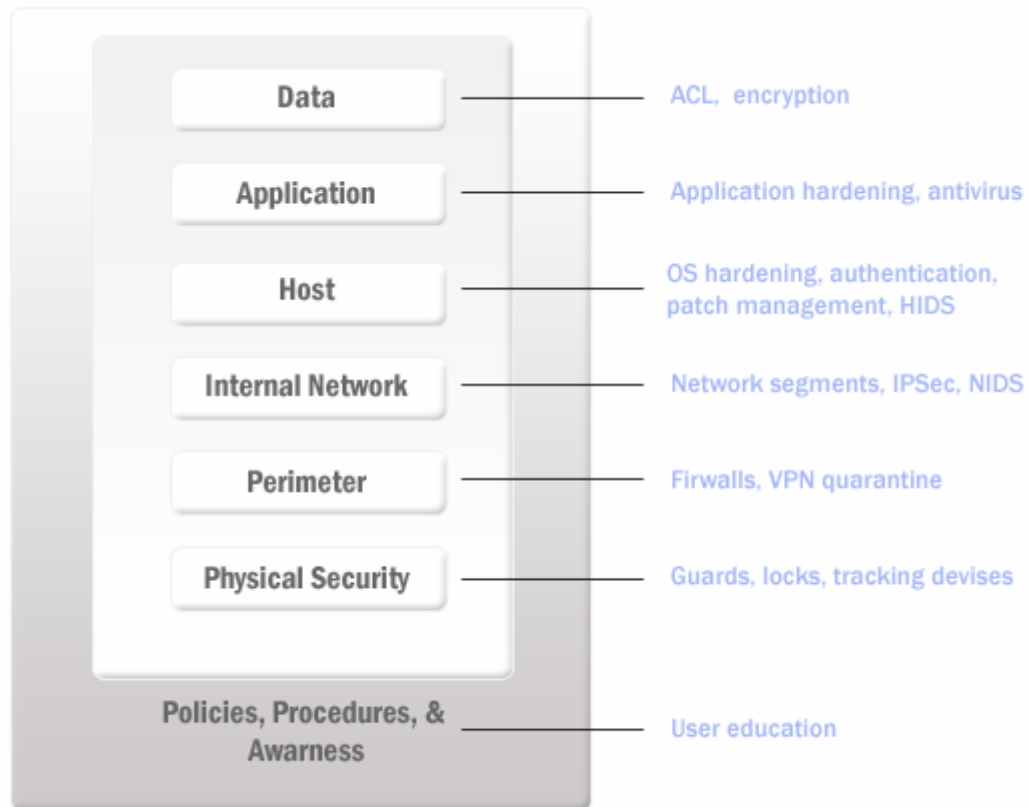 Data
ACL, encryption
Application
Application hardening, antivirus
Host
OS hardening, authentication,
patch management, HIDS
Internal Network
Network segments, IPSec, NIDS
Perimeter
Firwalls, VPN quarantine
Physical Security
Guards, locks, tracking devises
Policies, Procedures, &
Awarness
User education